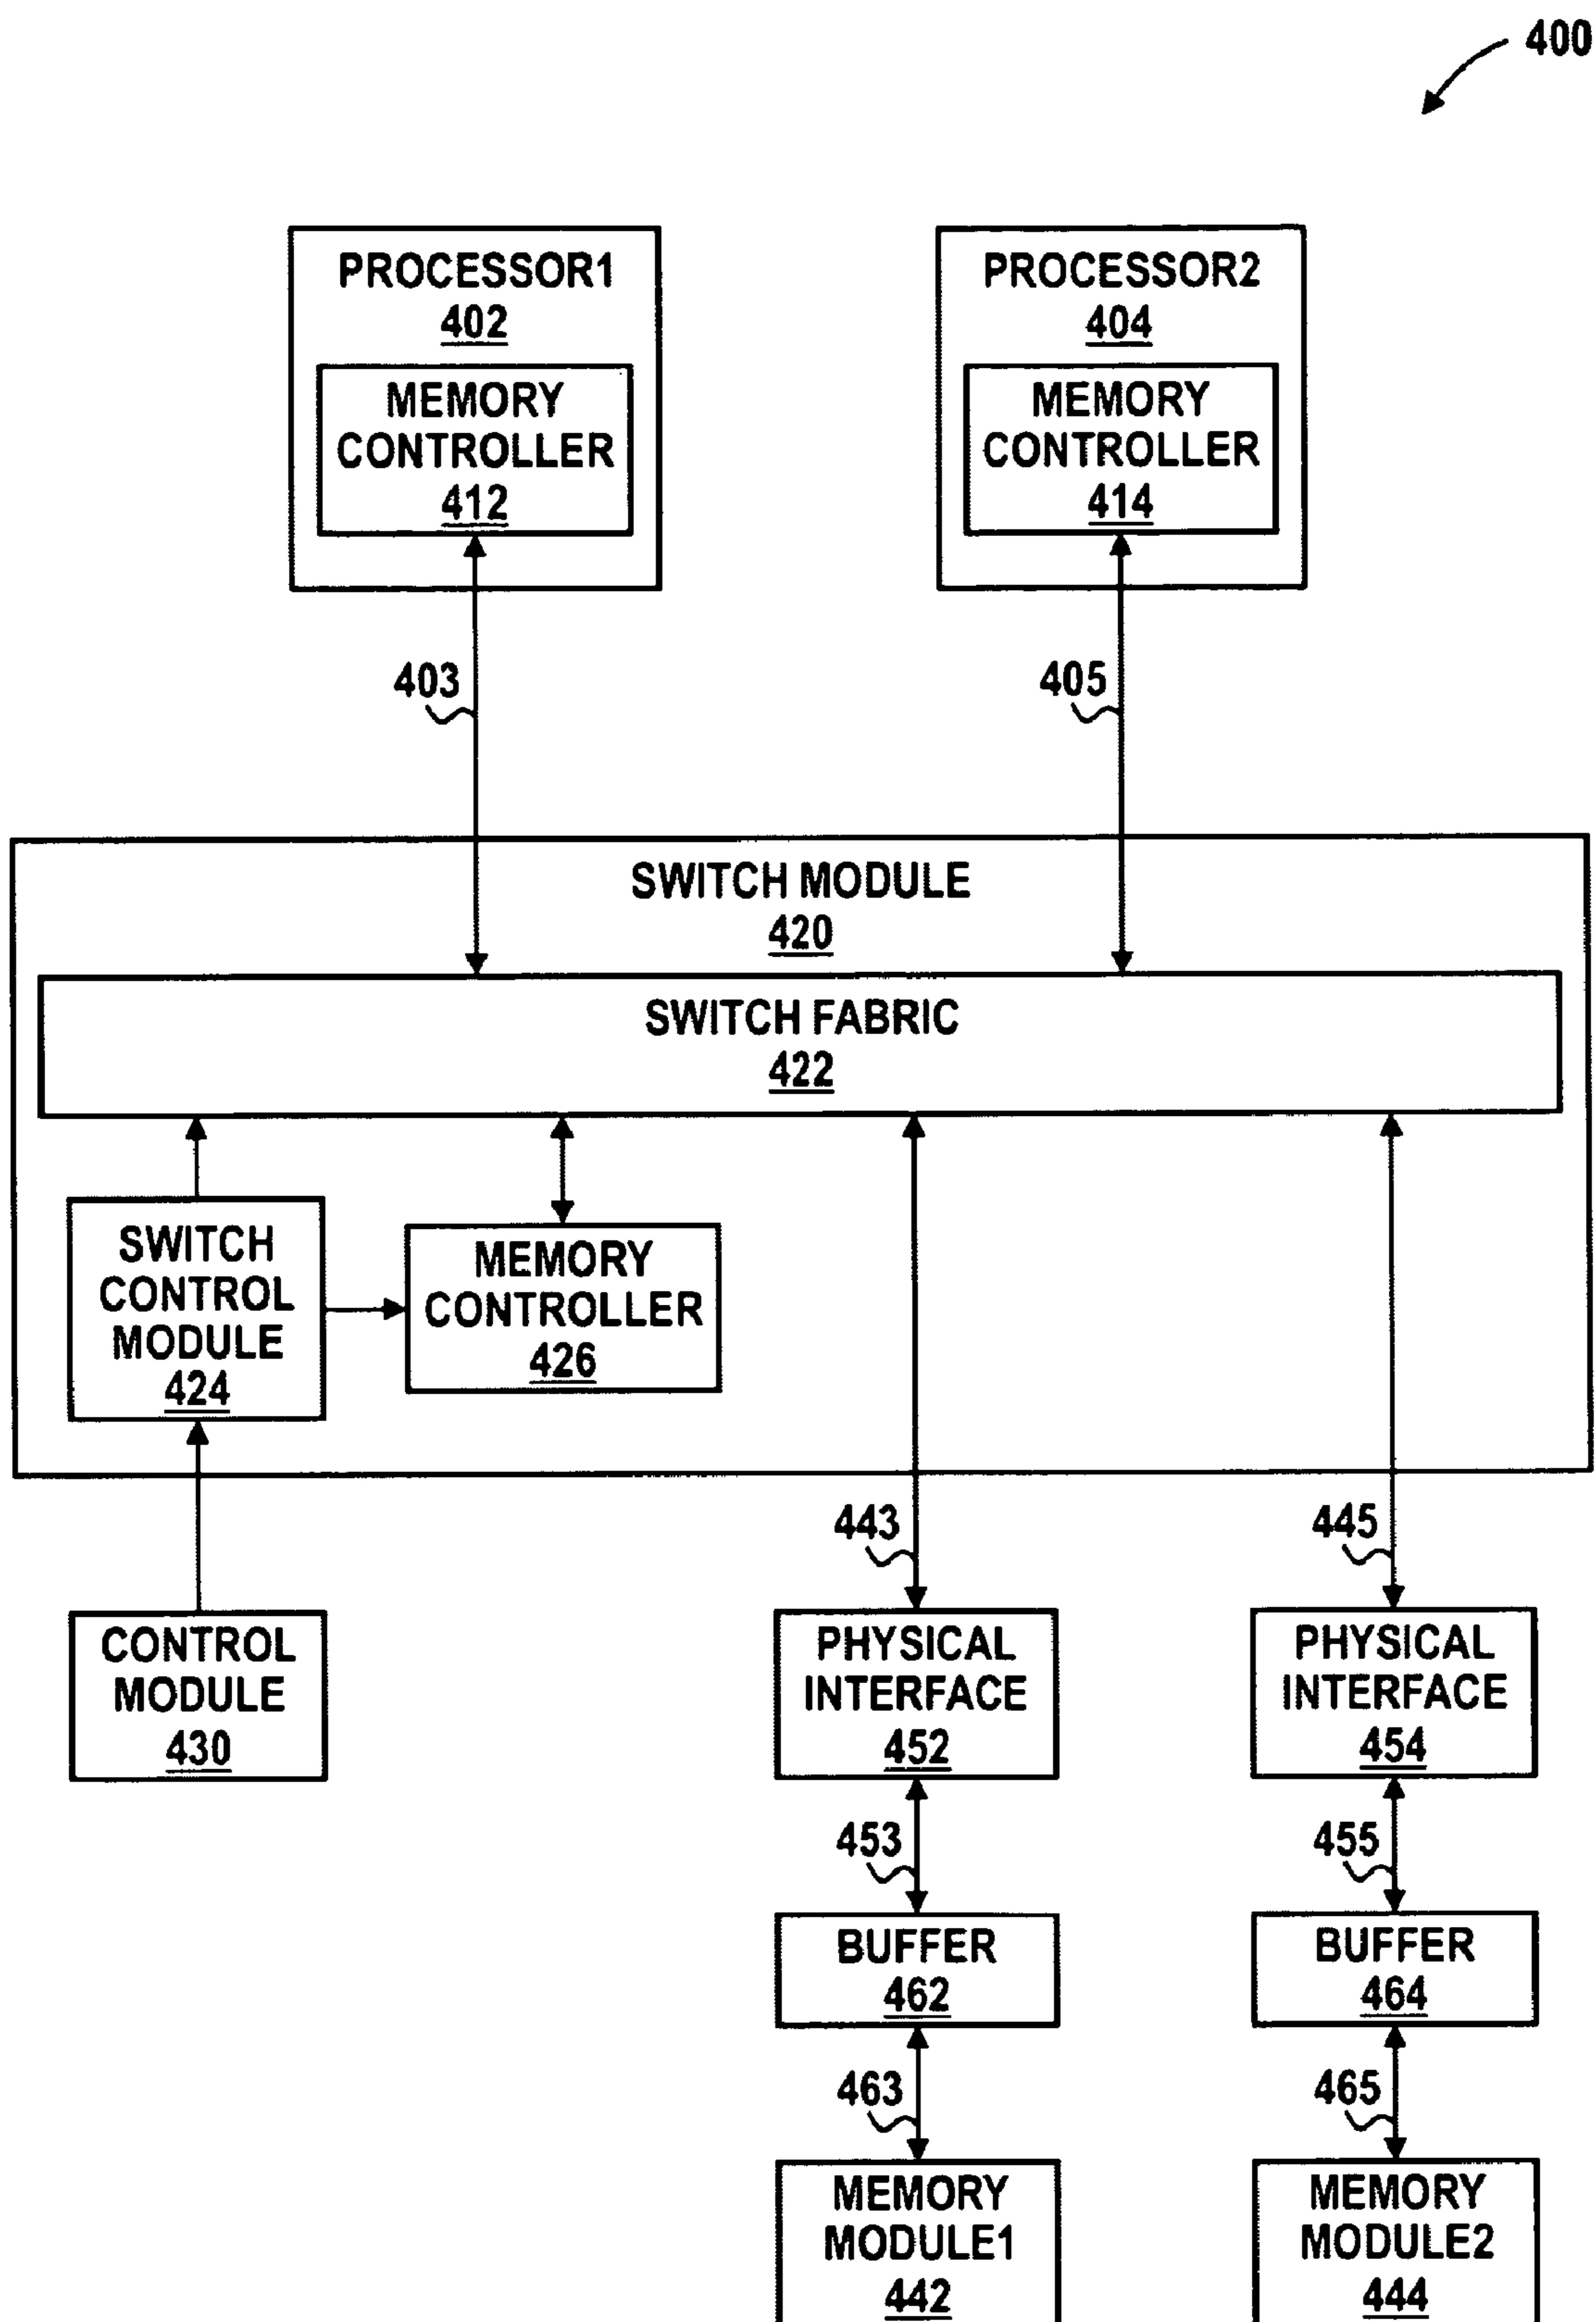 400
PROCESSOR1
402
MEMORY
CONTROLLER
412
PROCESSOR2
404
MEMORY
CONTROLLER
414
403
405
SWITCH MODULE
420
SWITCH FABRIC
422
SWITCH
CONTROL
MODULE
424
MEMORY
CONTROLLER
426
443
445
CONTROL
MODULE
430
PHYSICAL
INTERFACE
452
PHYSICAL
INTERFACE
454
453
455
BUFFER
462
BUFFER
464
463
465
MEMORY
MODULE1
442
MEMORY
MODULE2
444